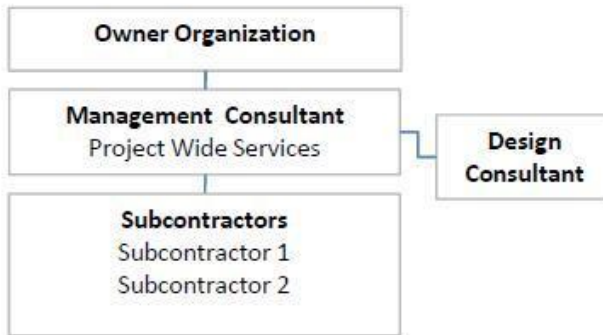 Owner Organization
Management Consultant
Project Wide Services
Design
Consultant
Subcontractors
Subcontractor 1
Subcontractor 2